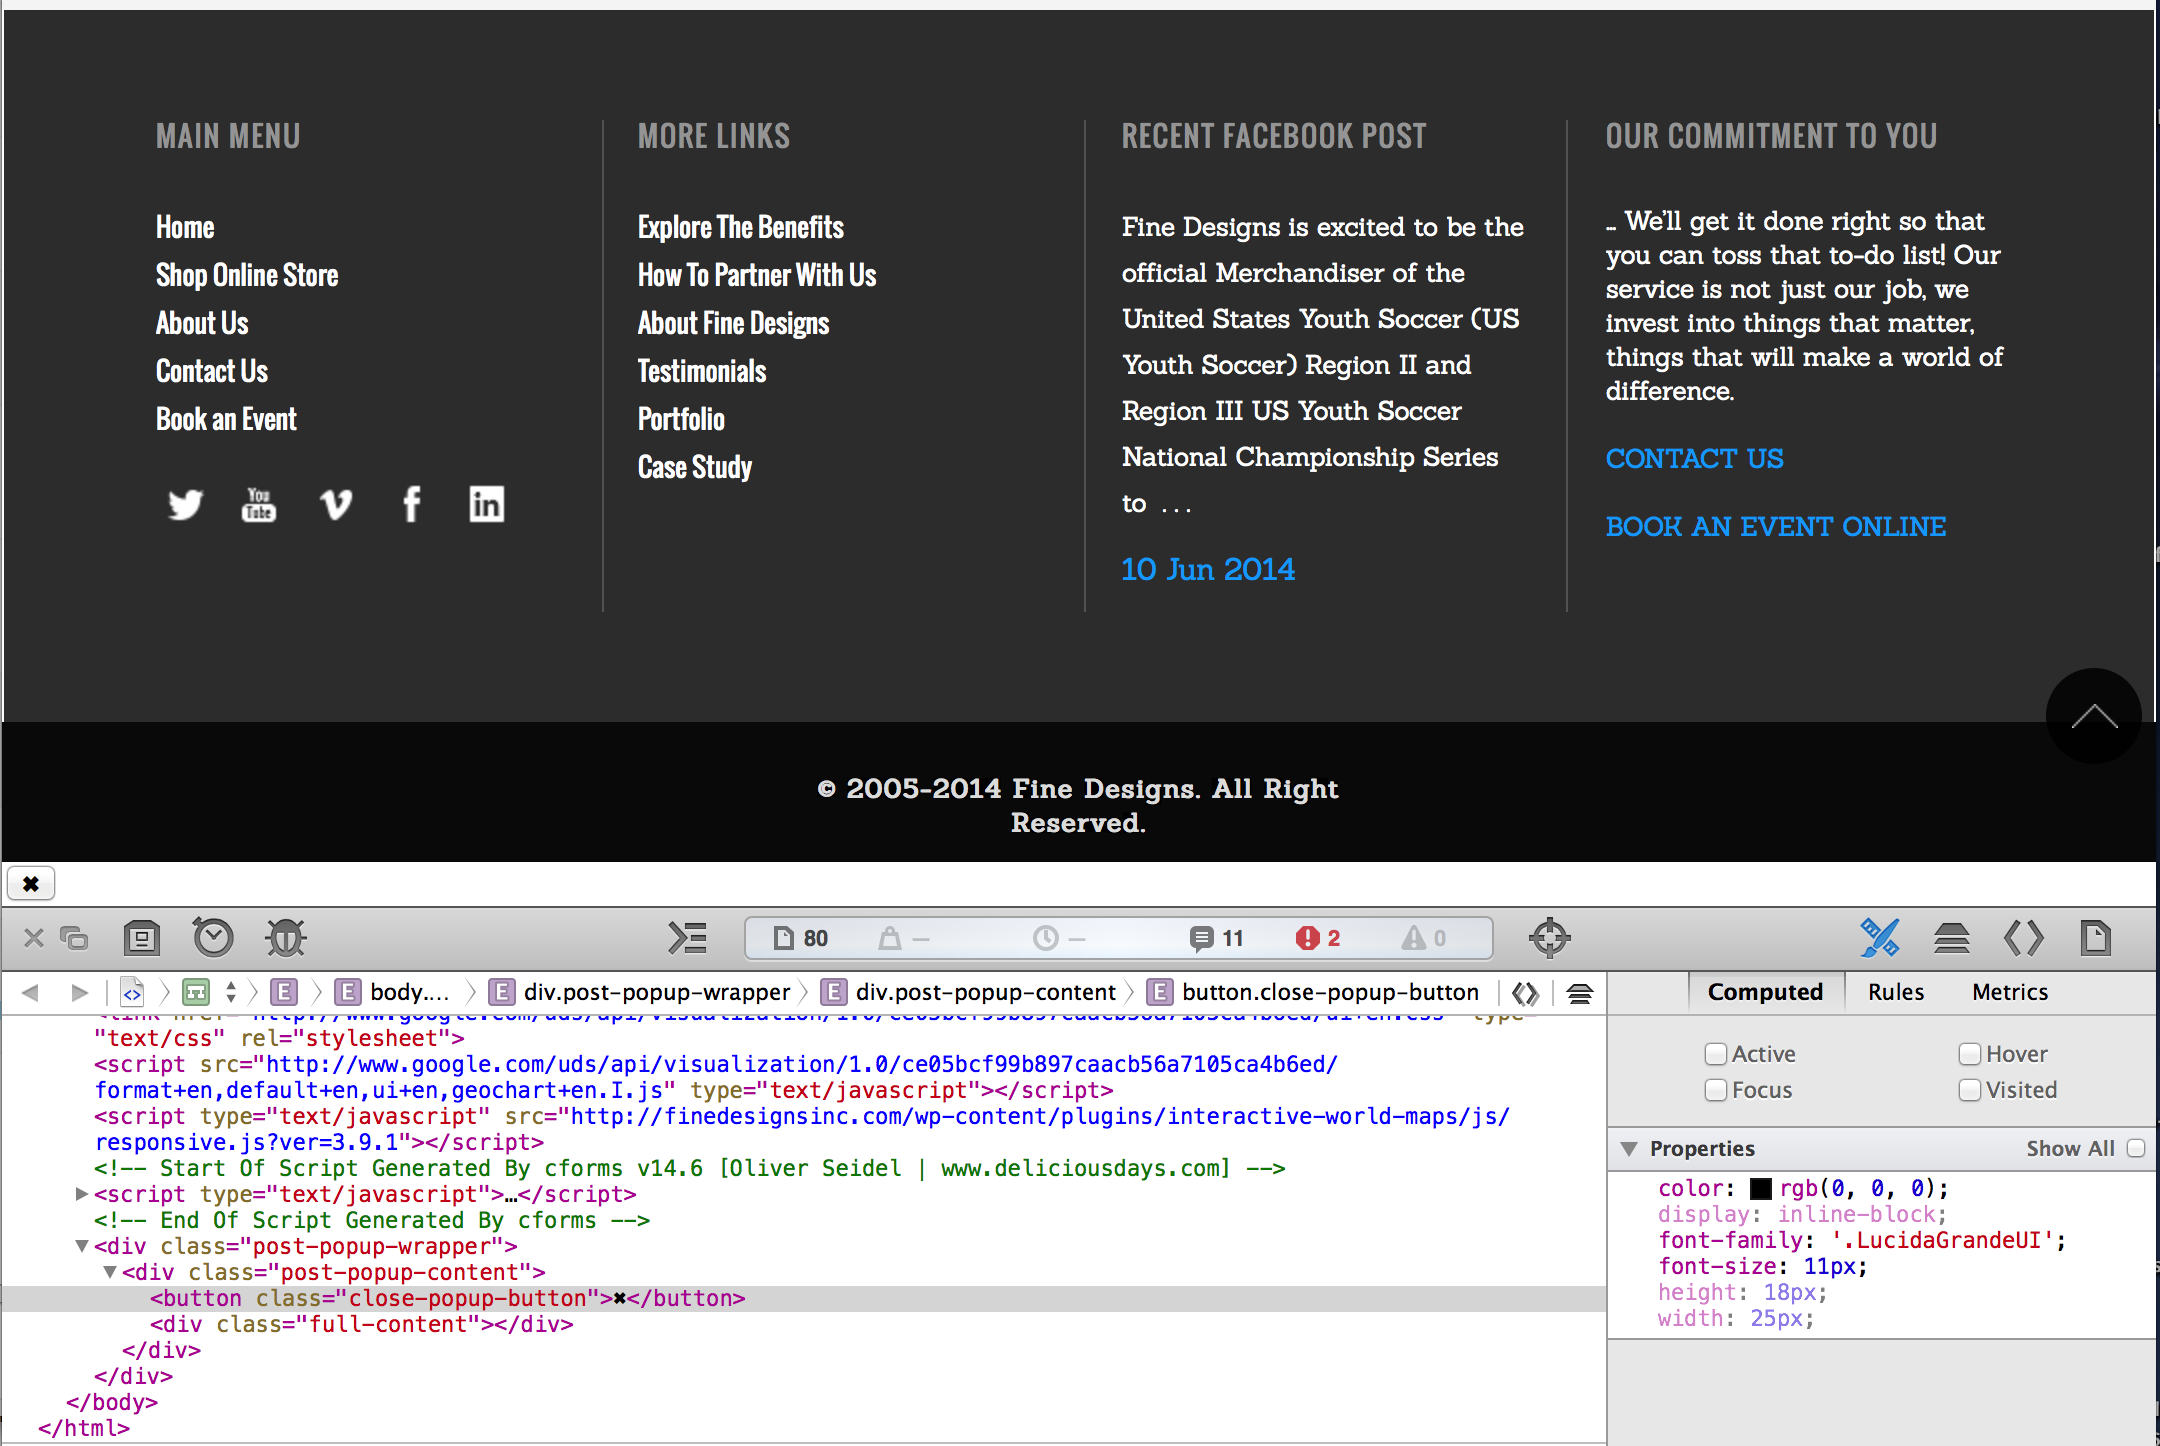 MAIN MENU
Home
Shop Online Store
About Us
Contact Us
Book an Event
You
Tube
in
MORE LINKS
Explore The Benefits
How To Partner With Us
About Fine Designs
Testimonials
Portfolio
Case Study
RECENT FACEBOOK POST
Fine Designs is excited to be the
official Merchandiser of the
United States Youth Soccer (US
Youth Soccer) Region II and
Region III US Youth Soccer
National Championship Series
to ...
10 Jun 2014
OUR COMMITMENT TO YOU
... We'll get it done right so that
you can toss that to-do list! Our
service is not just our job, we
invest into things that matter,
things that will make a world of
difference.
CONTACT US
BOOK AN EVENT ONLINE
© 2005-2014 Fine Designs. All Right
Reserved.
✖
80 — — 11 2 0
E E body.... E div.post-popup-wrapper E div.post-popup-content E button.close-popup-button
"text/css" rel="stylesheet">
<script src="http://www.google.com/uds/api/visualization/1.0/ce05bcf99b897caacb56a7105ca4b6ed/
format+en,default+en,ui+en,geochart+en.I.js" type="text/javascript"></script>
<script type="text/javascript" src="http://finedesignsinc.com/wp-content/plugins/interactive-world-maps/js/
responsive.js?ver=3.9.1"></script>
<!-- Start Of Script Generated By cforms v14.6 [Oliver Seidel | www.deliciousdays.com] -->
<script type="text/javascript">…</script>
<!-- End Of Script Generated By cforms -->
<div class="post-popup-wrapper">
<div class="post-popup-content">
<button class="close-popup-button">✖</button>
<div class="full-content"></div>
</div>
</div>
</body>
</html>
Computed Rules Metrics
Active Hover
Focus Visited
Properties Show All
color: rgb(0, 0, 0);
display: inline-block;
font-family: '.LucidaGrandeUI';
font-size: 11px;
height: 18px;
width: 25px;